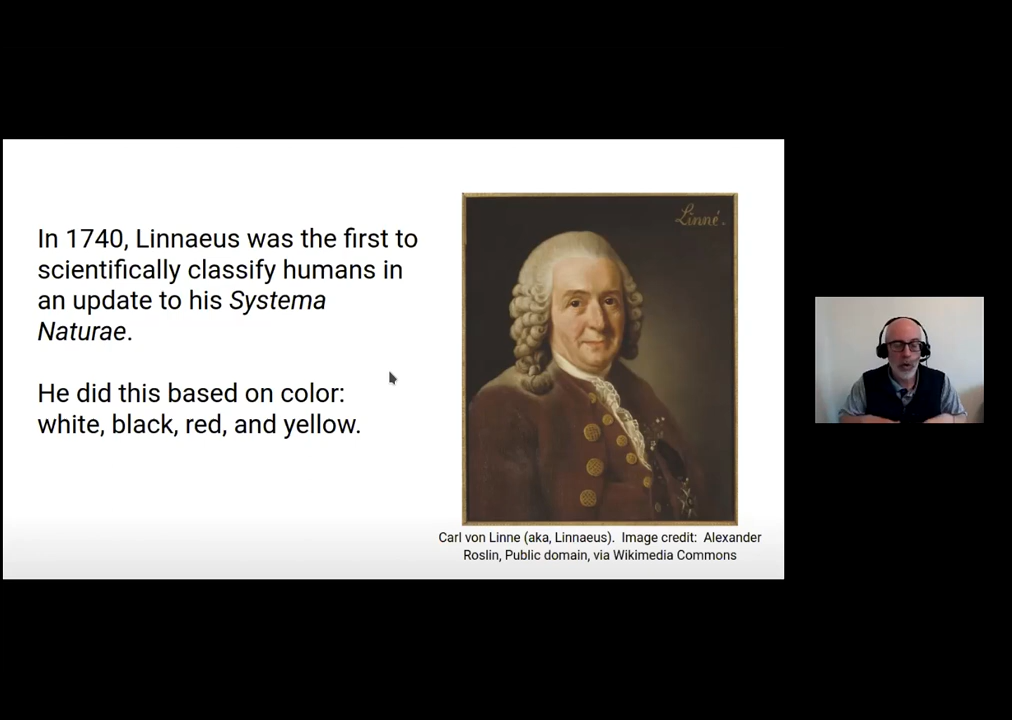 In 1740, Linnaeus was the first to
scientifically classify humans in
an update to his Systema
Naturae.
He did this based on color:
white, black, red, and yellow.
Linné.
Carl von Linne (aka, Linnaeus). Image credit: Alexander
Roslin, Public domain, via Wikimedia Commons